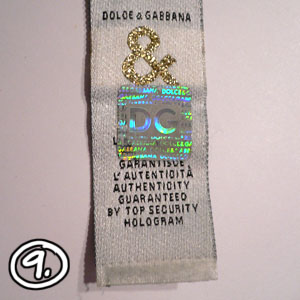 DOLCE & GABBANA
&
DG
GARANTISCE
L'AUTENTICITÀ
AUTHENTICITY
GUARANTEED
BY TOP SECURITY
HOLOGRAM
9.